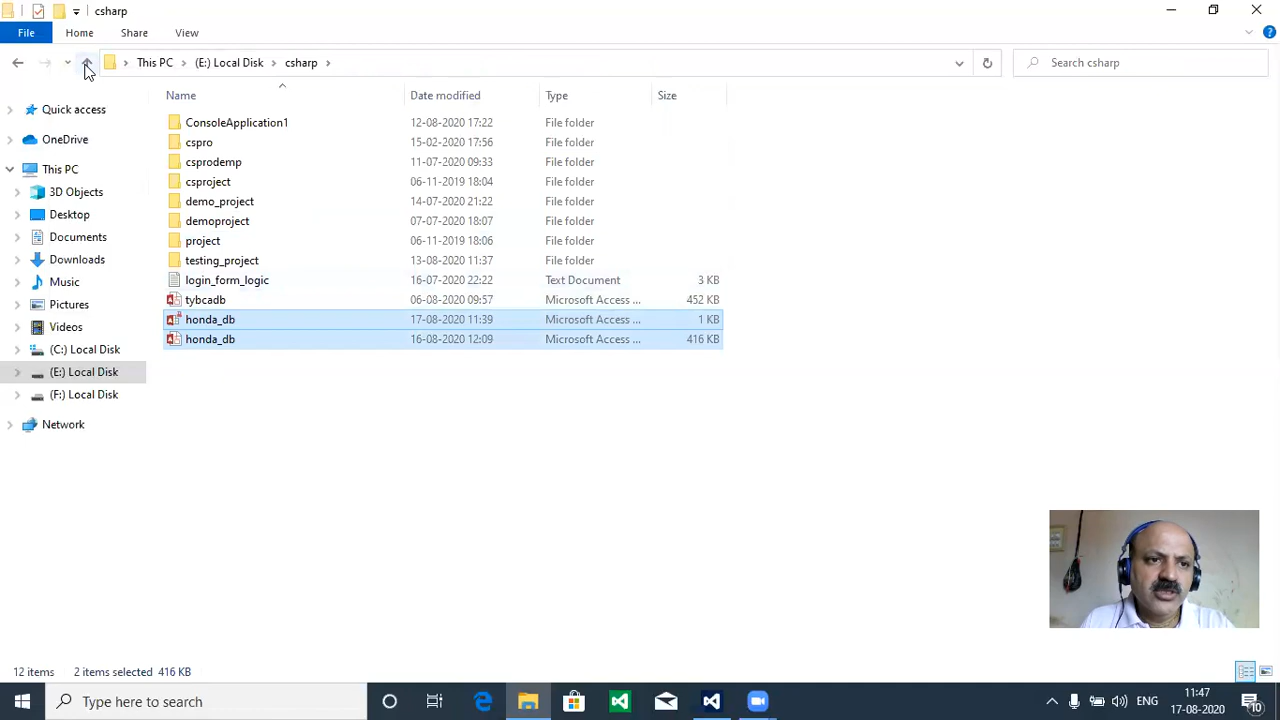 csharp
File Home Share View
This PC (E:) Local Disk csharp Search csharp
Name Date modified Type Size
Quick access
OneDrive
This PC
3D Objects
Desktop
Documents
Downloads
Music
Pictures
Videos
(C:) Local Disk
(E:) Local Disk
(F:) Local Disk
Network
ConsoleApplication1 12-08-2020 17:22 File folder
cspro 15-02-2020 17:56 File folder
csprodemp 11-07-2020 09:33 File folder
csproject 06-11-2019 18:04 File folder
demo_project 14-07-2020 21:22 File folder
demoproject 07-07-2020 18:07 File folder
project 06-11-2019 18:06 File folder
testing_project 13-08-2020 11:37 File folder
login_form_logic 16-07-2020 22:22 Text Document 3 KB
tybcadb 06-08-2020 09:57 Microsoft Access ... 452 KB
honda_db 17-08-2020 11:39 Microsoft Access ... 1 KB
honda_db 16-08-2020 12:09 Microsoft Access ... 416 KB
12 items 2 items selected 416 KB
Type here to search
ENG
11:47
17-08-2020
10